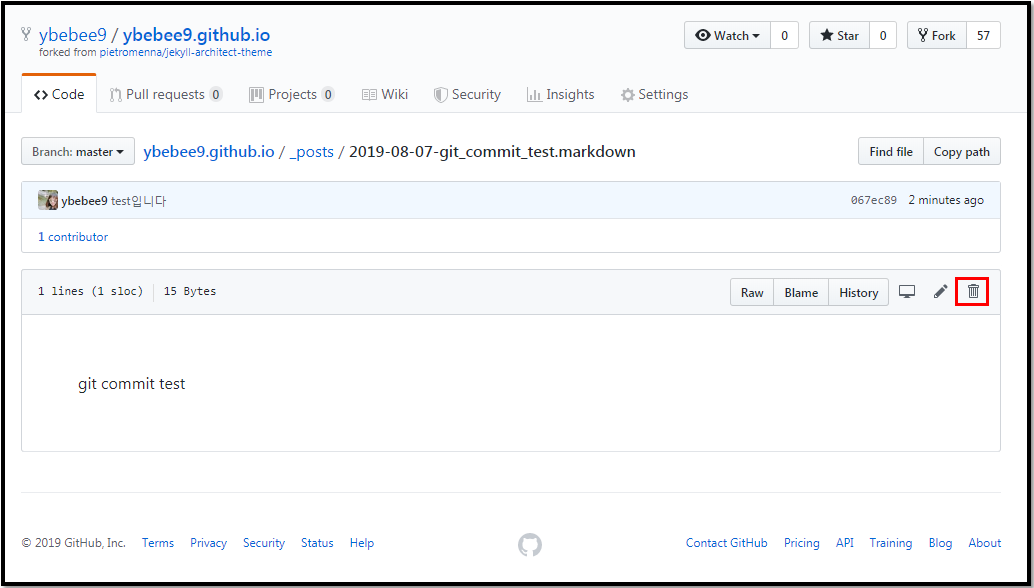 ybebee9 / ybebee9.github.io
forked from pietromenna/jekyll-architect-theme
Watch 0 Star 0 Fork 57
Code Pull requests 0 Projects 0 Wiki Security Insights Settings
Branch: master ybebee9.github.io / _posts / 2019-08-07-git_commit_test.markdown Find file Copy path
ybebee9 test입니다 067ec89 2 minutes ago
1 contributor
1 lines (1 sloc) 15 Bytes Raw Blame History
git commit test
© 2019 GitHub, Inc. Terms Privacy Security Status Help Contact GitHub Pricing API Training Blog About